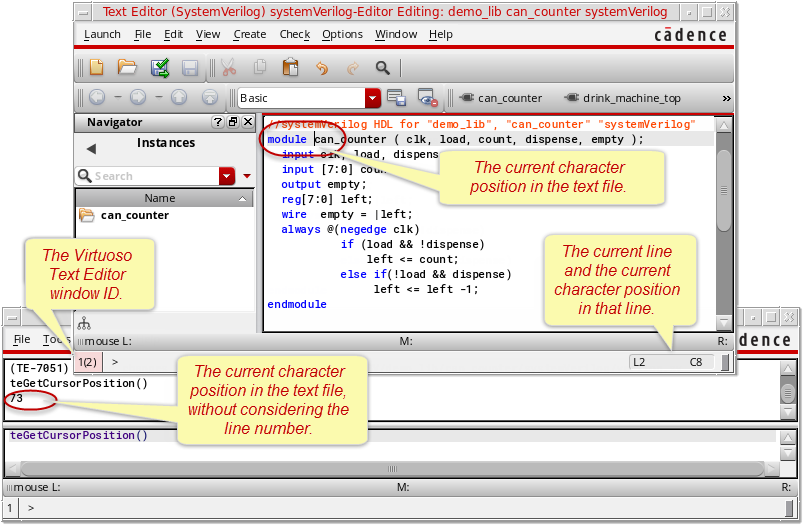 Text Editor (SystemVerilog) systemVerilog-Editor Editing: demo_lib can_counter systemVerilog
Launch File Edit View Create Check Options Window Help
cādence
Basic
can_counter
drink_machine_top
»
Navigator
Instances
Search
Name
can_counter
//systemVerilog HDL for "demo_lib", "can_counter" "systemVerilog"
module can_counter ( clk, load, count, dispense, empty );
input clk, load, dispens
input [7:0] cou
output empty;
reg[7:0] left;
wire empty = |left;
always @(negedge clk)
if (load && !dispense)
left <= count;
else if(!load && dispense)
left <= left -1;
endmodule
The current character
position in the text file.
The Virtuoso
Text Editor
window ID.
The current line
and the current
character position
in that line.
mouse L:
M:
R:
1(2) >
L2 C8
File Tools
dence
(TE-7051)
teGetCursorPosition()
73
The current character
position in the text file,
without considering the
line number.
teGetCursorPosition()
mouse L:
M:
R:
1 >